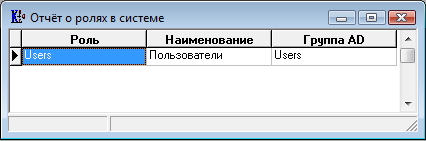 Отчёт о ролях в системе
Роль Наименование Группа AD
Users Пользователи Users